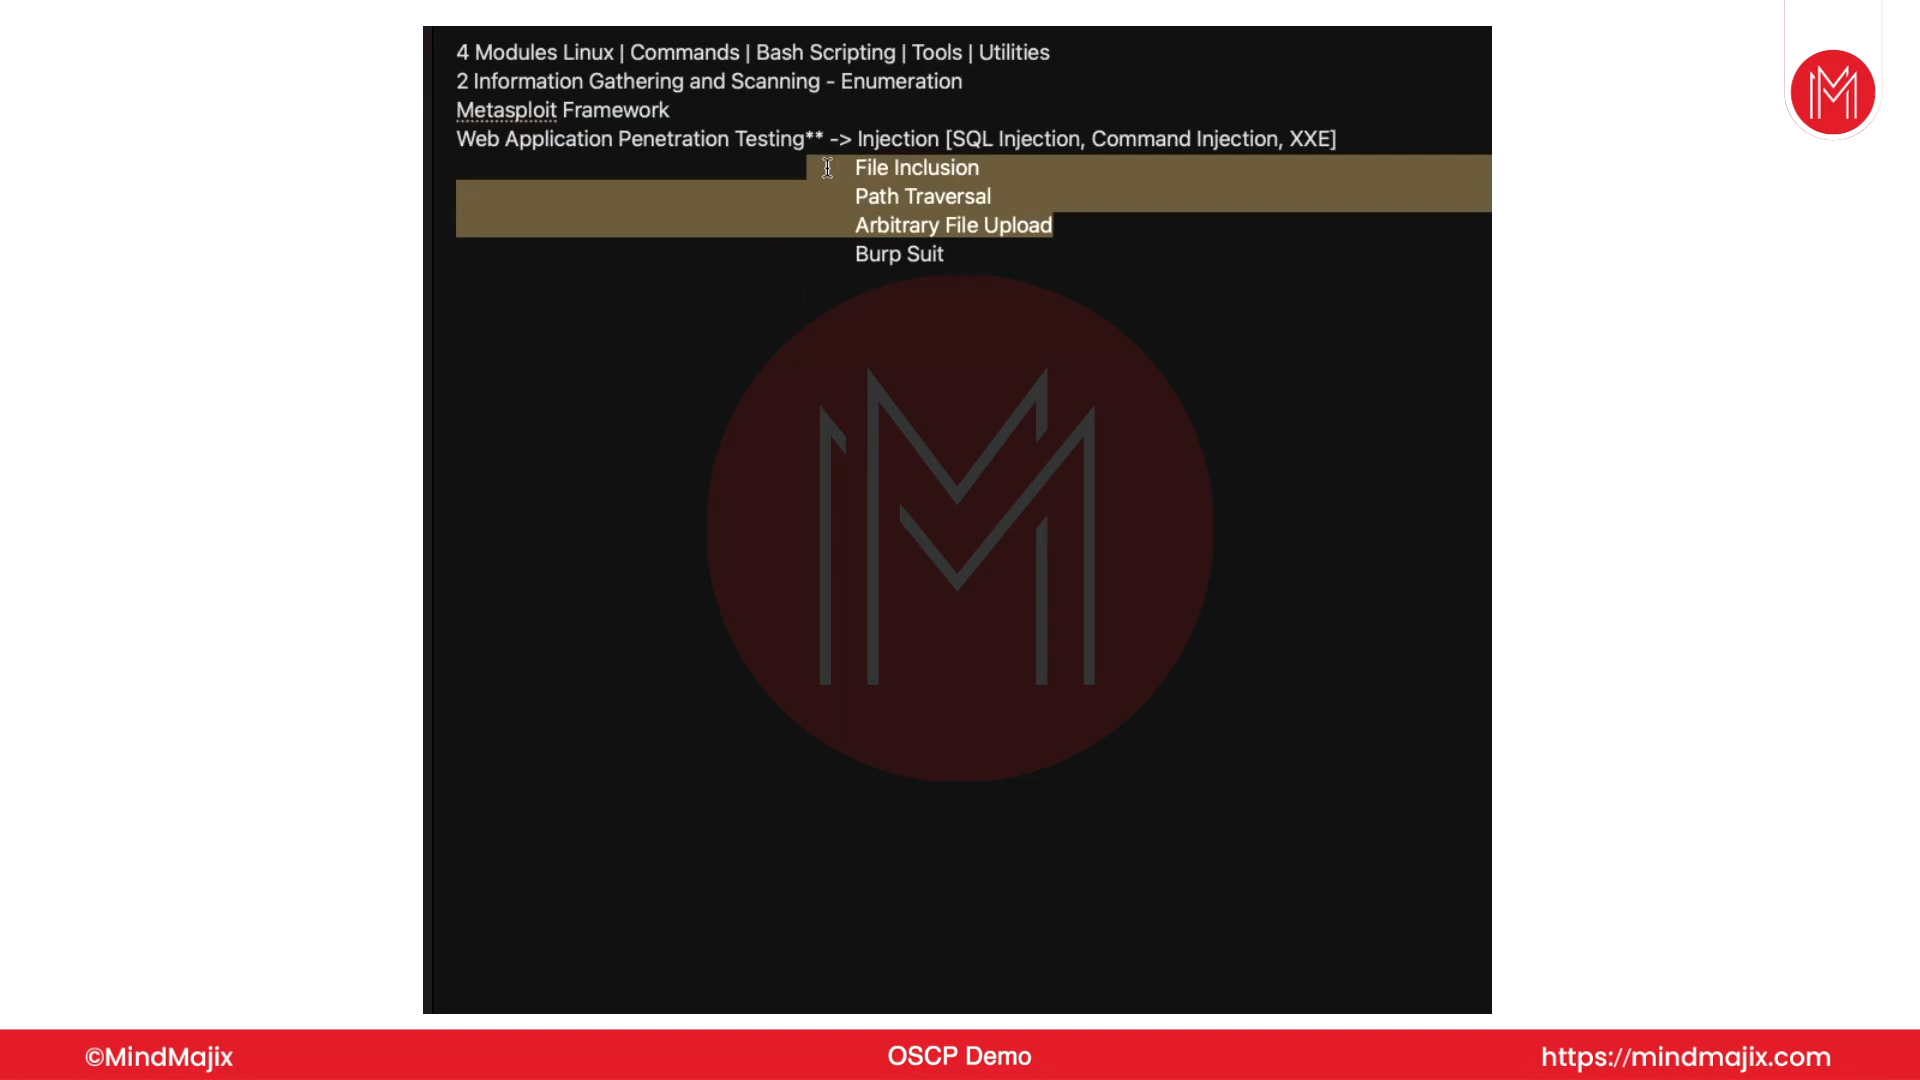 4 Modules Linux | Commands | Bash Scripting | Tools | Utilities
2 Information Gathering and Scanning - Enumeration
Metasploit Framework
Web Application Penetration Testing** -> Injection [SQL Injection, Command Injection, XXE]
File Inclusion
Path Traversal
Arbitrary File Upload
Burp Suit
©MindMajix
OSCP Demo
https://mindmajix.com